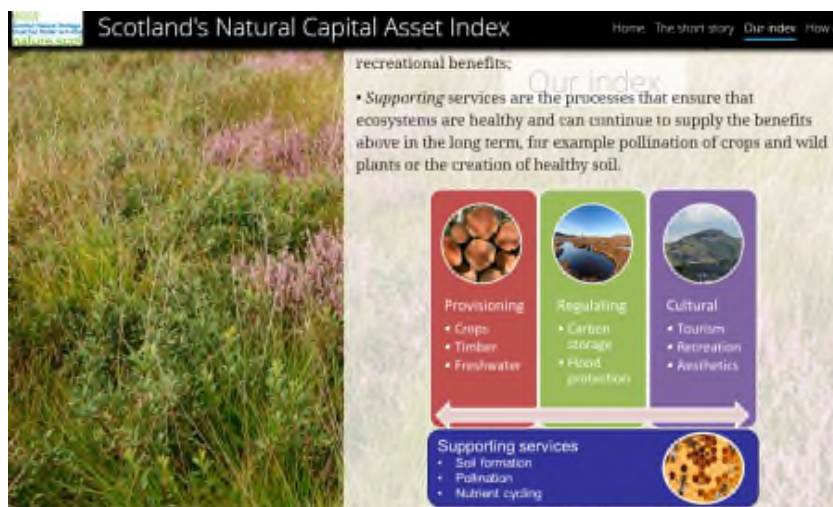 Scotland's Natural Capital Asset Index
Home The short story Our index How
nature.scot
recreational benefits;
Our index
• Supporting services are the processes that ensure that
ecosystems are healthy and can continue to supply the benefits
above in the long term, for example pollination of crops and wild
plants or the creation of healthy soil.
Provisioning
• Crops
• Timber
• Freshwater
Regulating
• Carbon
storage
• Flood
protection
Cultural
• Tourism
• Recreation
• Aesthetics
Supporting services
• Soil formation
• Pollination
• Nutrient cycling